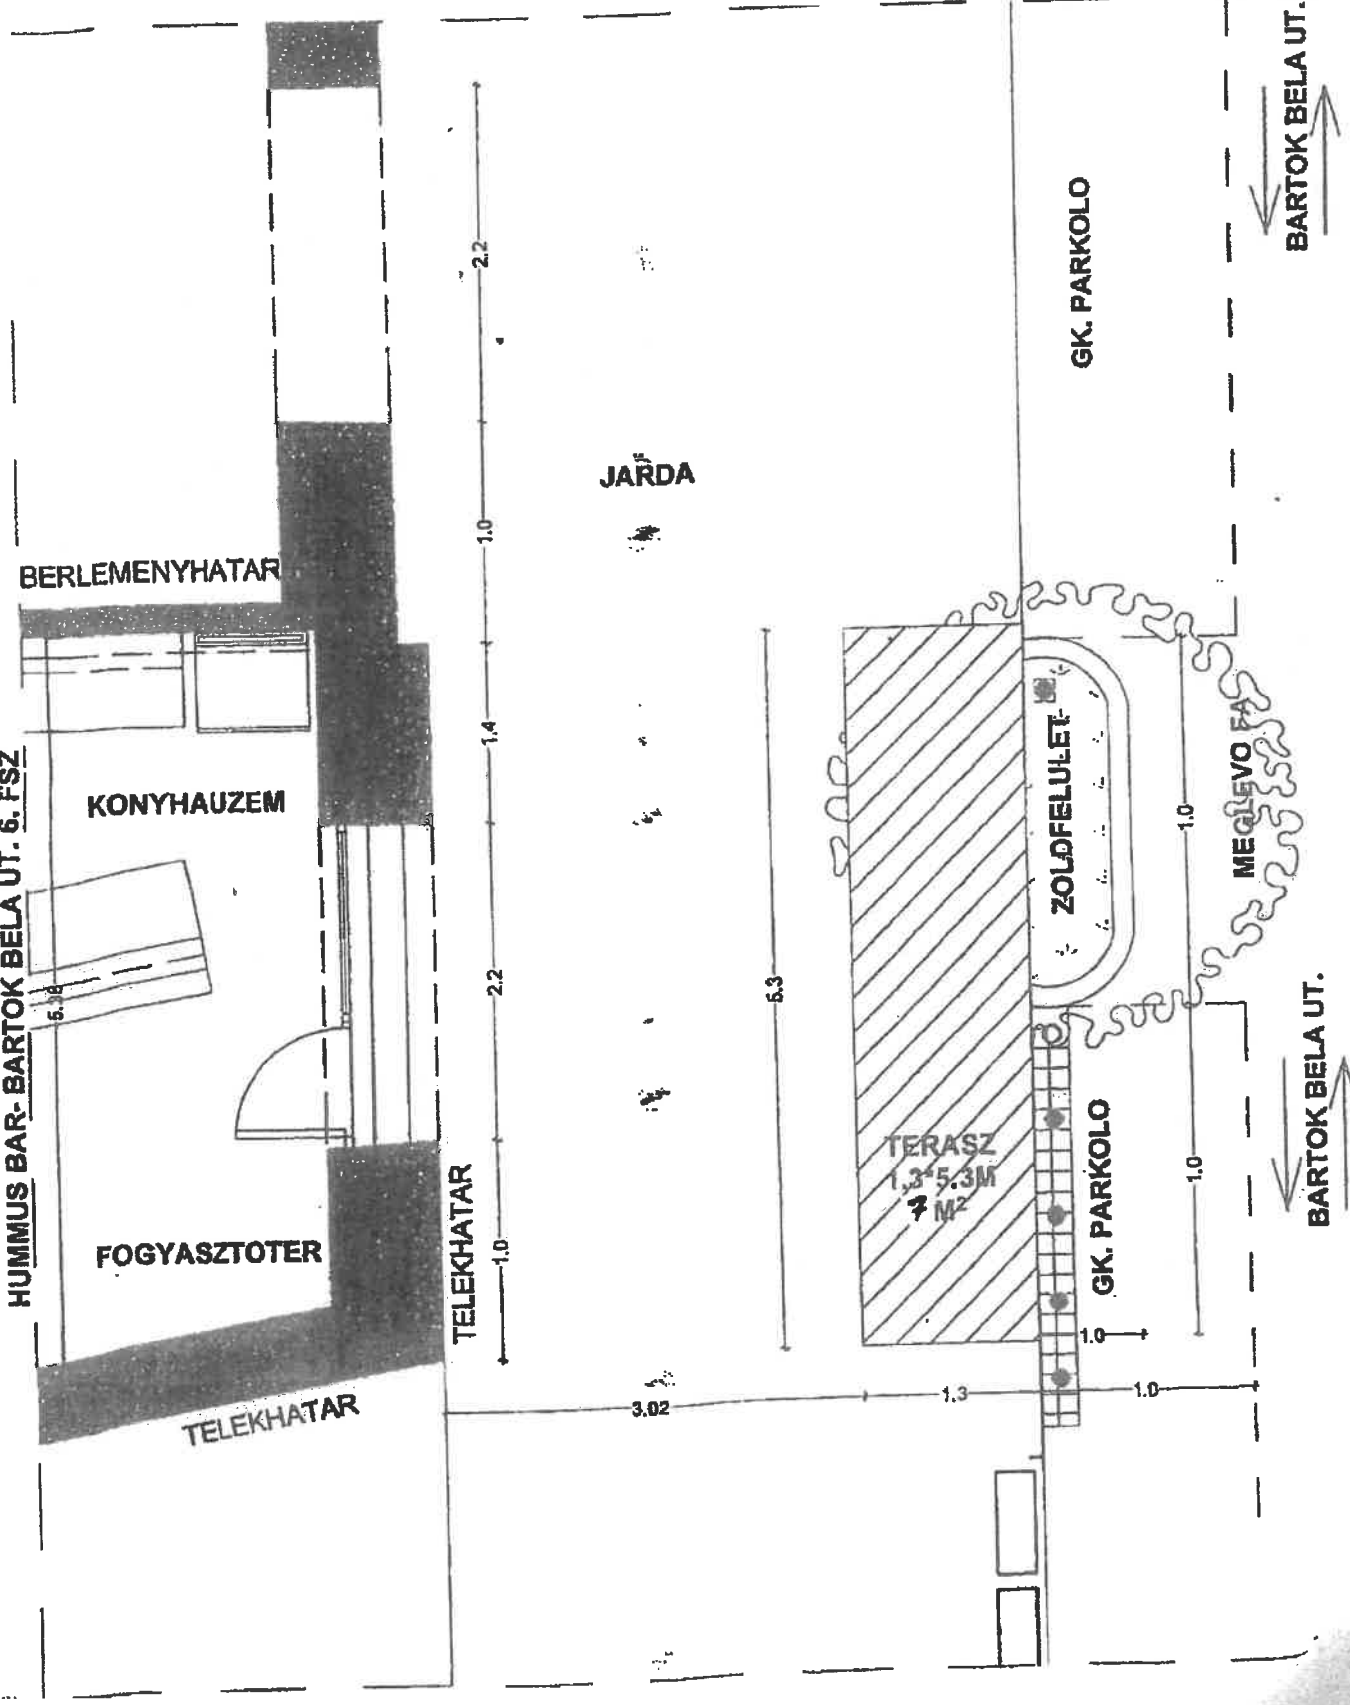 HUMMUS BAR- BARTOK BELA UT. 6. FSZ
BERLEMENYHATAR
KONYHAUZEM
5.38
FOGYASZTOTER
TELEKHATAR
TELEKHATAR
2.2
1.0
1.4
2.2
1.0
JARDA
5.3
3.02
1.3
1.0
1.0
TERASZ
1,3*5.3M
7 M²
ZOLDFELULET
MEGLEVO FA
1.0
1.0
GK. PARKOLO
GK. PARKOLO
BARTOK BELA UT.
BARTOK BELA UT.